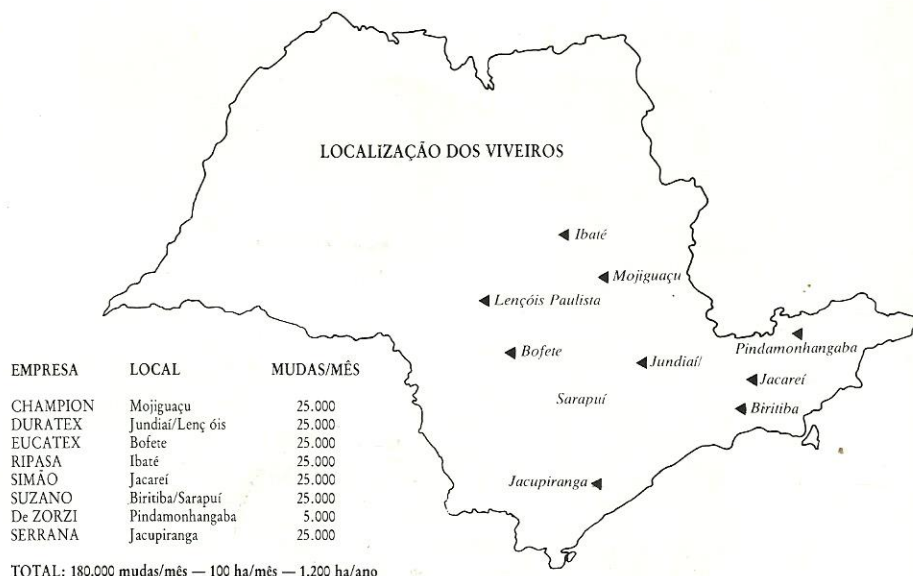 LOCALiZAÇÃO DOS VIVEIROS
Ibaté
Mojiguaçu
Lençóis Paulista
Pindamonhangaba
Bofete
Jundiaí
Jacareí
Sarapuí
Biritiba
Jacupiranga
EMPRESA LOCAL MUDAS/MÊS
CHAMPION Mojiguaçu 25.000
DURATEX Jundiaí/Lenç óis 25.000
EUCATEX Bofete 25.000
RIPASA Ibaté 25.000
SIMÃO Jacareí 25.000
SUZANO Biritiba/Sarapuí 25.000
De ZORZI Pindamonhangaba 5.000
SERRANA Jacupiranga 25.000
TOTAL: 180.000 mudas/mês — 100 ha/mês — 1.200 ha/ano